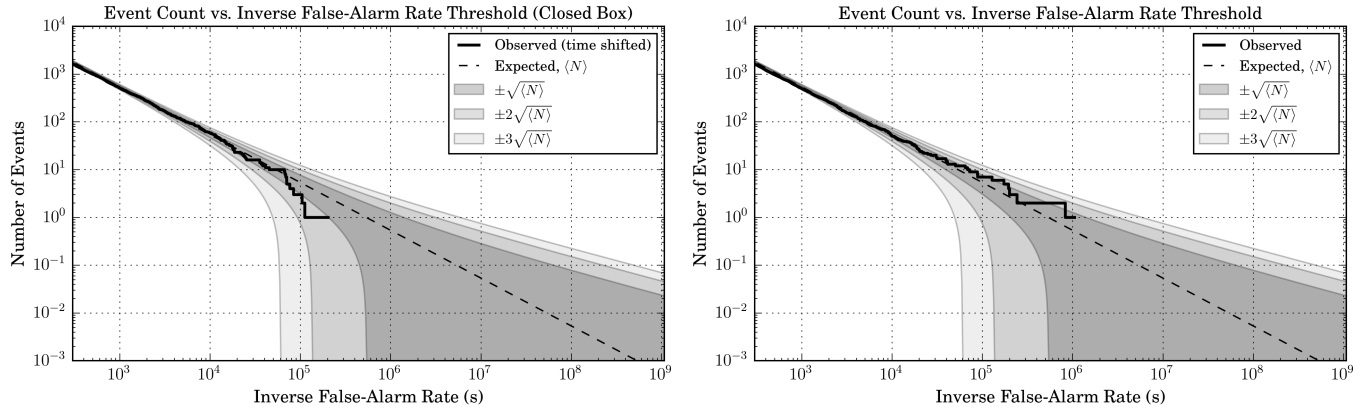 Event Count vs. Inverse False-Alarm Rate Threshold (Closed Box)
10^4
10^3
10^2
10^1
10^0
10^-1
10^-2
10^-3
Number of Events
Observed (time shifted)
Expected, ⟨N⟩
±√⟨N⟩
±2√⟨N⟩
±3√⟨N⟩
10^3 10^4 10^5 10^6 10^7 10^8 10^9
Inverse False-Alarm Rate (s)
Event Count vs. Inverse False-Alarm Rate Threshold
10^4
10^3
10^2
10^1
10^0
10^-1
10^-2
10^-3
Number of Events
Observed
Expected, ⟨N⟩
±√⟨N⟩
±2√⟨N⟩
±3√⟨N⟩
10^3 10^4 10^5 10^6 10^7 10^8 10^9
Inverse False-Alarm Rate (s)